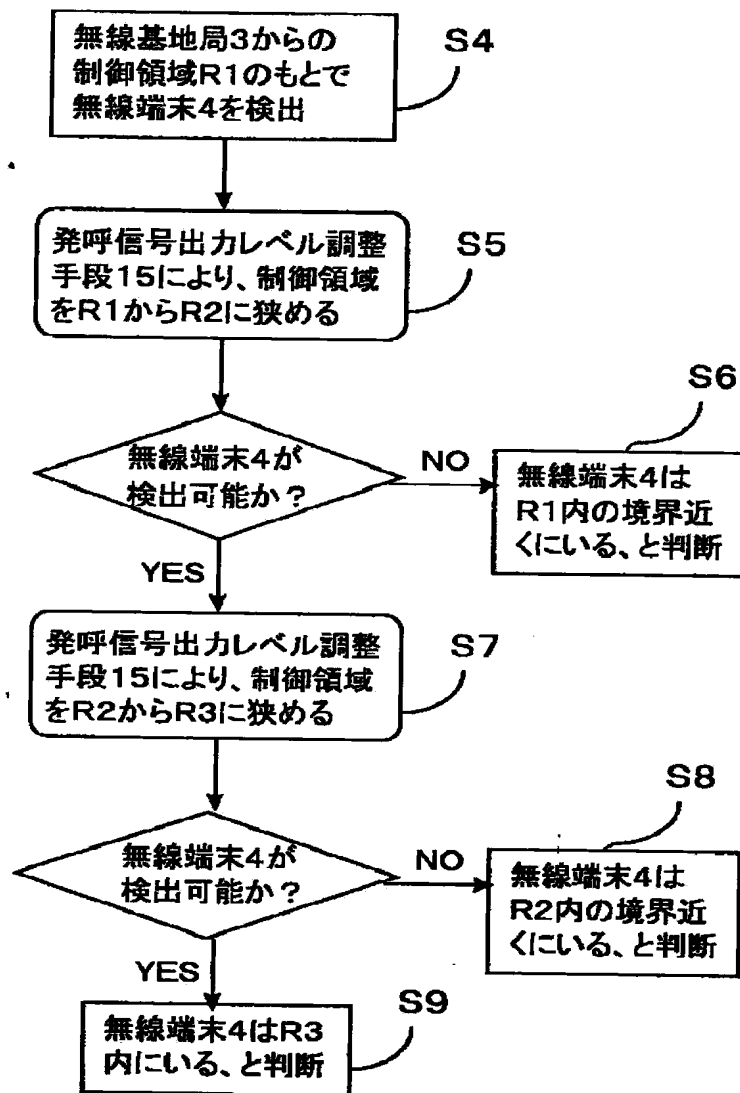 無線基地局3からの
制御領域R1のもとで
無線端末4を検出
S4
発呼信号出力レベル調整
手段15により、制御領域
をR1からR2に狭める
S5
無線端末4が
検出可能か?
NO
S6
無線端末4は
R1内の境界近
くにいる、と判断
YES
発呼信号出力レベル調整
手段15により、制御領域
をR2からR3に狭める
S7
無線端末4が
検出可能か?
NO
S8
無線端末4は
R2内の境界近
くにいる、と判断
YES
無線端末4はR3
内にいる、と判断
S9